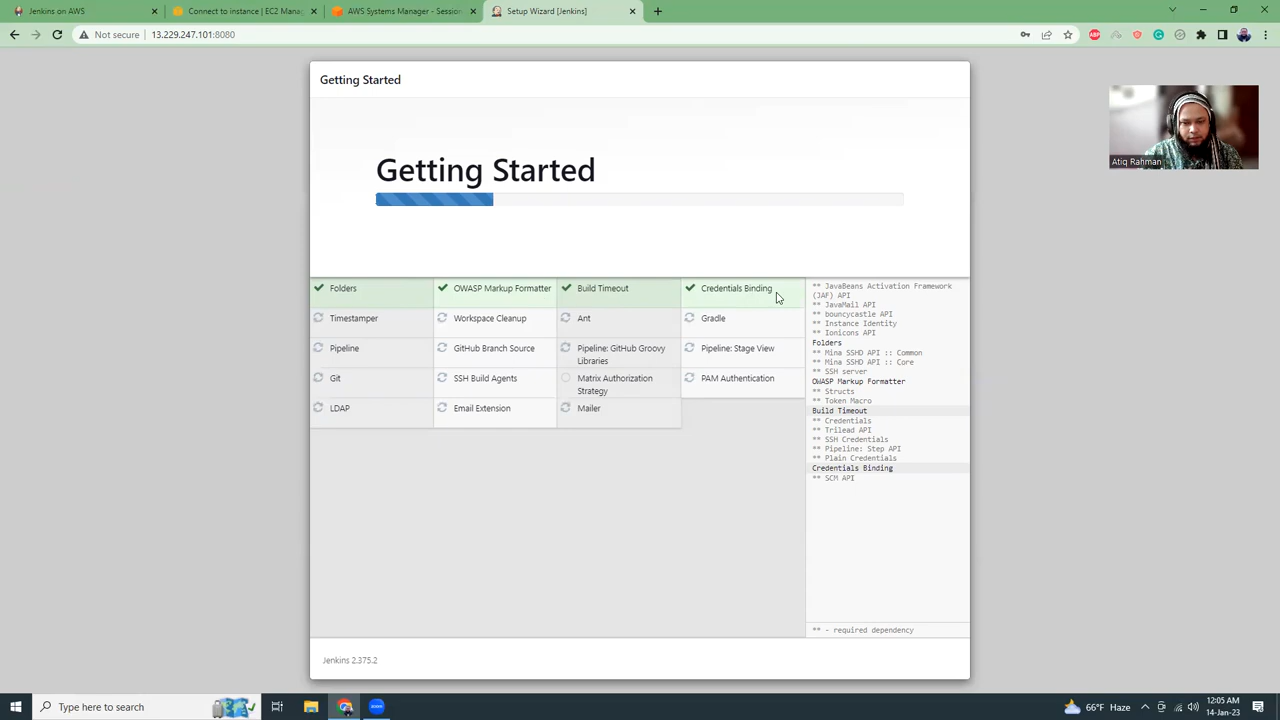 Jenkins on AWS
Connect to instance | EC2 Manag
AWS Systems Manager - Session
Setup Wizard [Jenkins]
Not secure
13.229.247.101:8080
Getting Started
Getting Started
Atiq Rahman
Folders
OWASP Markup Formatter
Build Timeout
Credentials Binding
Timestamper
Workspace Cleanup
Ant
Gradle
Pipeline
GitHub Branch Source
Pipeline: GitHub Groovy
Libraries
Pipeline: Stage View
Git
SSH Build Agents
Matrix Authorization
Strategy
PAM Authentication
LDAP
Email Extension
Mailer
** JavaBeans Activation Framework
(JAF) API
** JavaMail API
** bouncycastle API
** Instance Identity
** Ionicons API
Folders
** Mina SSHD API :: Common
** Mina SSHD API :: Core
** SSH server
OWASP Markup Formatter
** Structs
** Token Macro
Build Timeout
** Credentials
** Trilead API
** SSH Credentials
** Pipeline: Step API
** Plain Credentials
Credentials Binding
** SCM API
** - required dependency
Jenkins 2.375.2
Type here to search
66°F Haze
12:05 AM
14-Jan-23